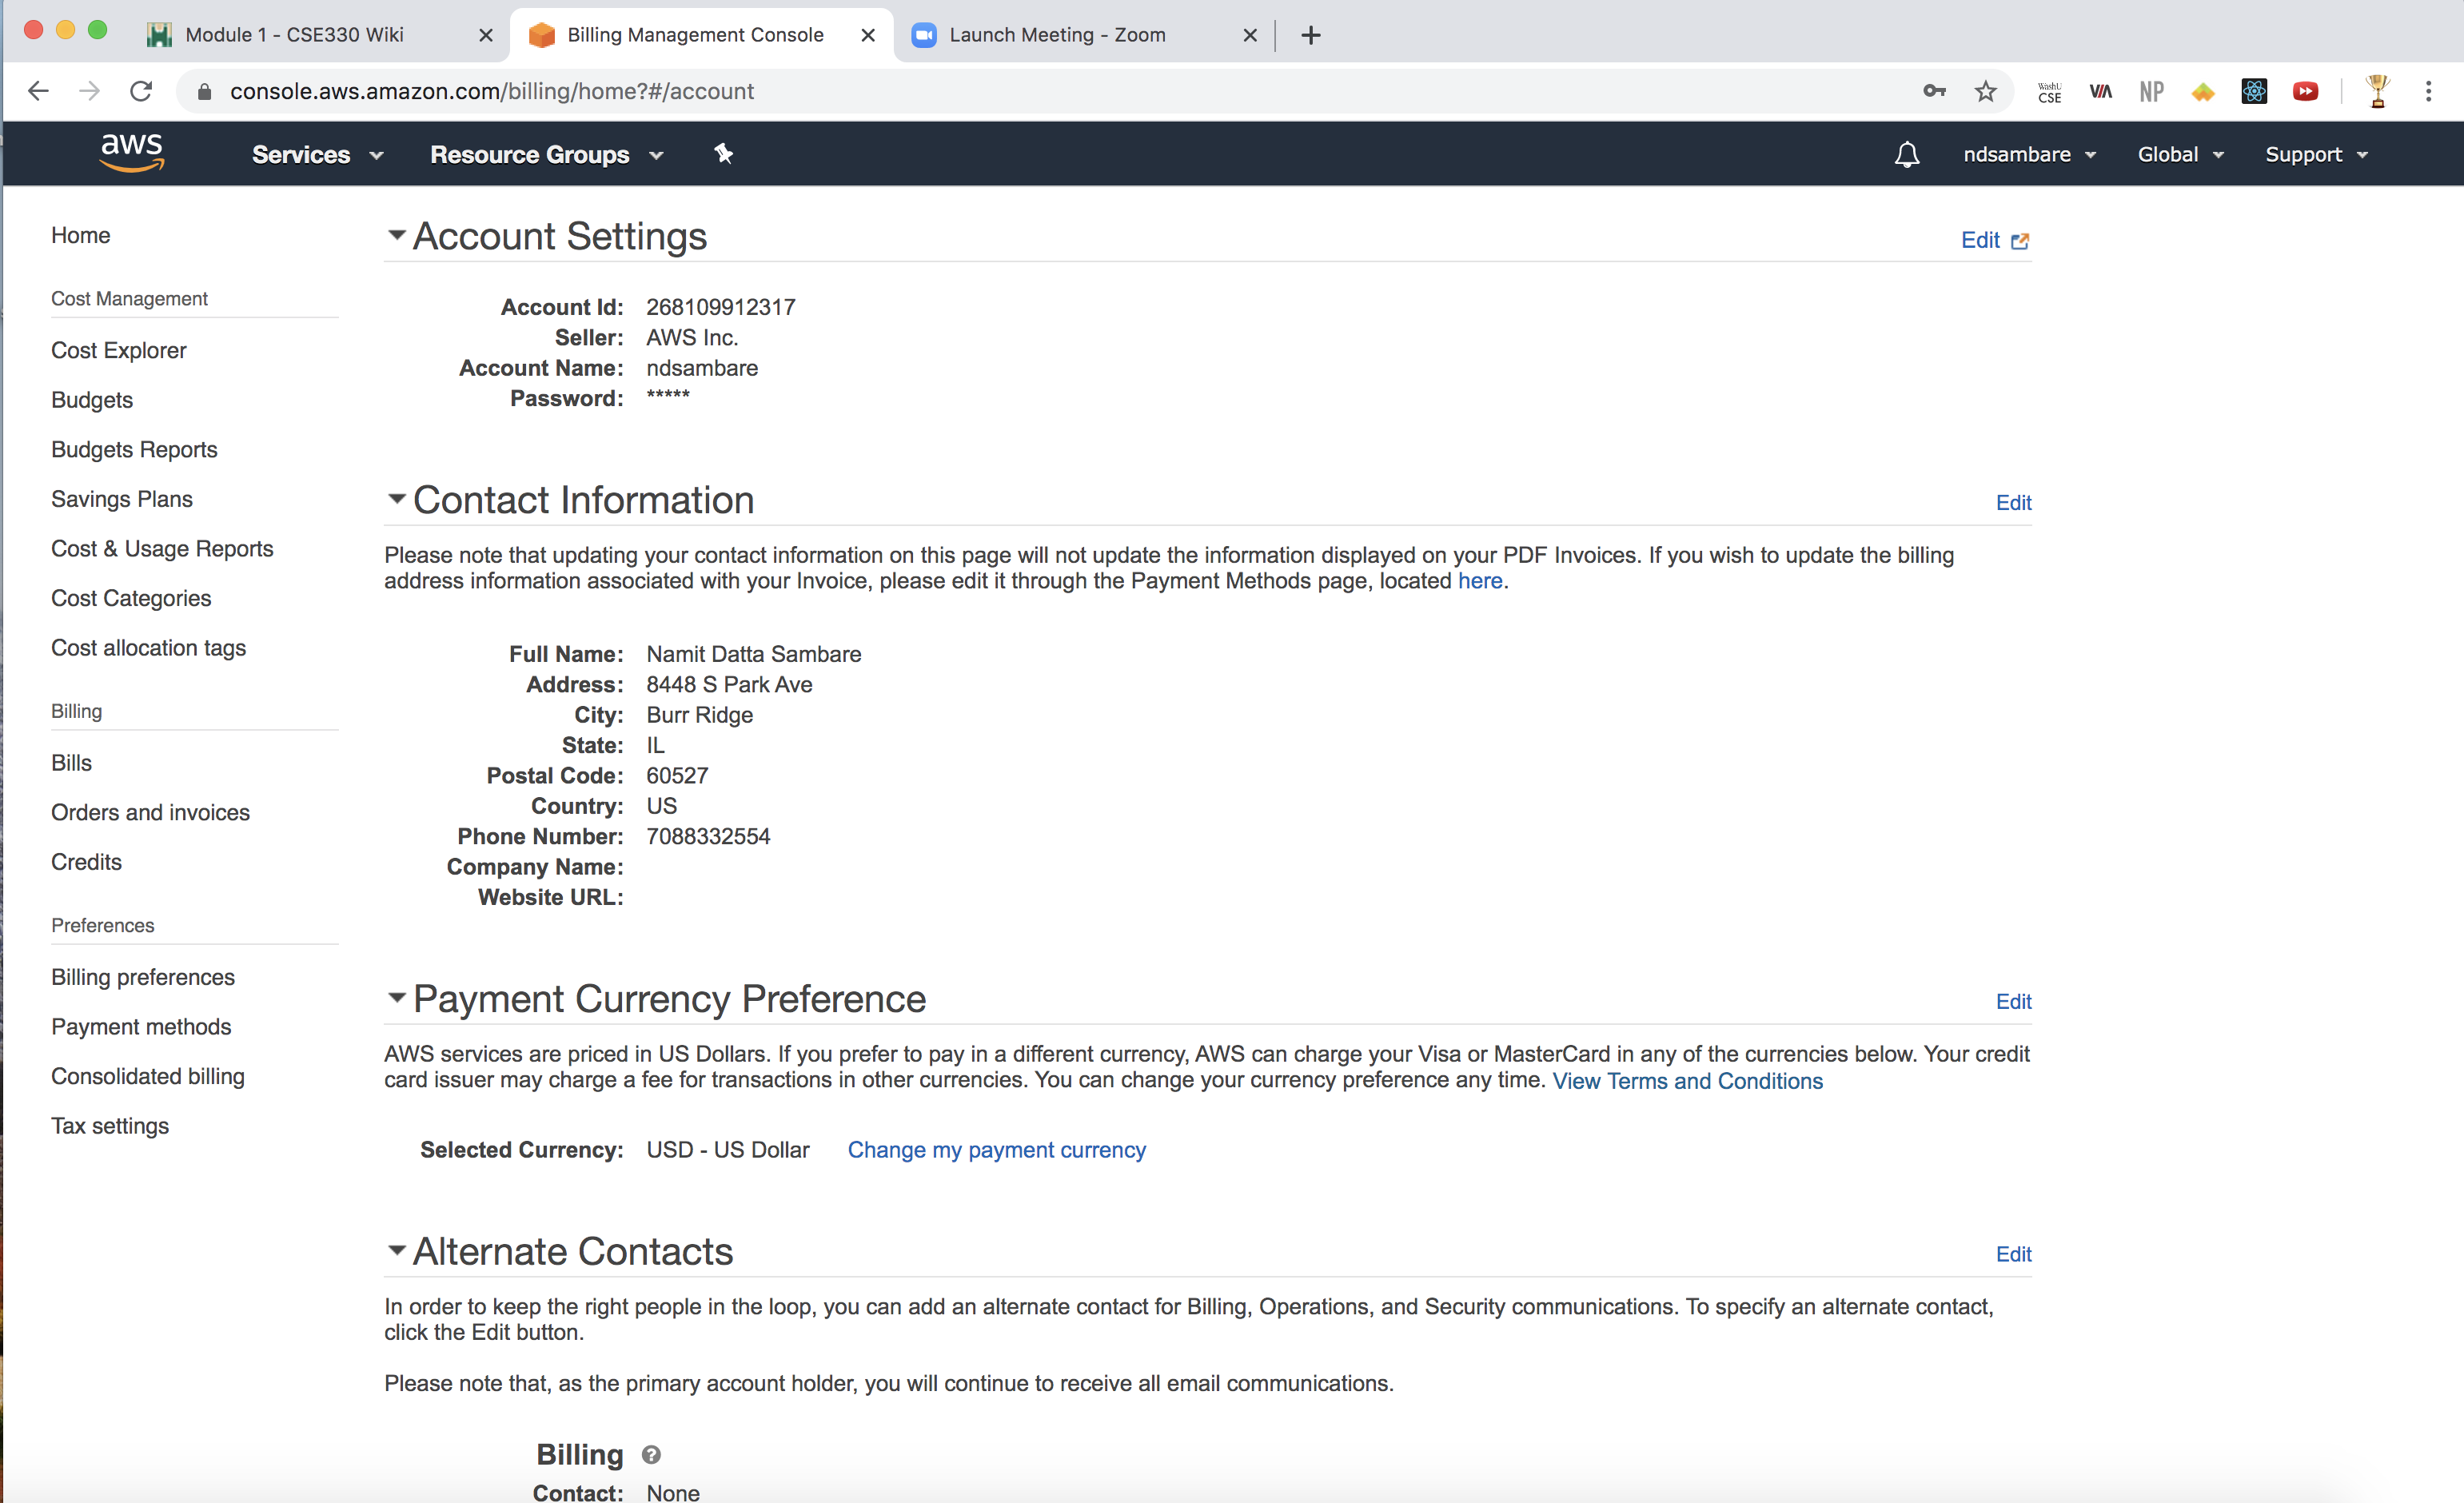 Module 1 - CSE330 Wiki
Billing Management Console
Launch Meeting - Zoom
console.aws.amazon.com/billing/home?#/account
WashU
CSE
VIA
NP
aws
Services
Resource Groups
ndsambare
Global
Support
Home
Cost Management
Cost Explorer
Budgets
Budgets Reports
Savings Plans
Cost & Usage Reports
Cost Categories
Cost allocation tags
Billing
Bills
Orders and invoices
Credits
Preferences
Billing preferences
Payment methods
Consolidated billing
Tax settings
Account Settings
Edit
Account Id: 268109912317
Seller: AWS Inc.
Account Name: ndsambare
Password: *****
Contact Information
Edit
Please note that updating your contact information on this page will not update the information displayed on your PDF Invoices. If you wish to update the billing
address information associated with your Invoice, please edit it through the Payment Methods page, located here.
Full Name: Namit Datta Sambare
Address: 8448 S Park Ave
City: Burr Ridge
State: IL
Postal Code: 60527
Country: US
Phone Number: 7088332554
Company Name:
Website URL:
Payment Currency Preference
Edit
AWS services are priced in US Dollars. If you prefer to pay in a different currency, AWS can charge your Visa or MasterCard in any of the currencies below. Your credit
card issuer may charge a fee for transactions in other currencies. You can change your currency preference any time. View Terms and Conditions
Selected Currency: USD - US Dollar Change my payment currency
Alternate Contacts
Edit
In order to keep the right people in the loop, you can add an alternate contact for Billing, Operations, and Security communications. To specify an alternate contact,
click the Edit button.
Please note that, as the primary account holder, you will continue to receive all email communications.
Billing ?
Contact: None